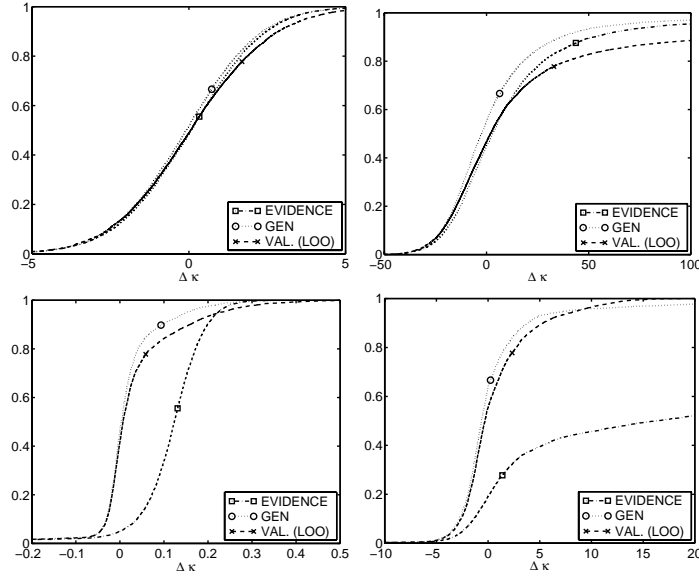 1
0.8
0.6
0.4
0.2
0
−5
0
5
Δ κ
EVIDENCE
GEN
VAL. (LOO)
1
0.8
0.6
0.4
0.2
0
−50
0
50
100
Δ κ
EVIDENCE
GEN
VAL. (LOO)
1
0.8
0.6
0.4
0.2
0
−0.2
−0.1
0
0.1
0.2
0.3
0.4
0.5
Δ κ
EVIDENCE
GEN
VAL. (LOO)
1
0.8
0.6
0.4
0.2
0
−10
−5
0
5
10
15
20
Δ κ
EVIDENCE
GEN
VAL. (LOO)